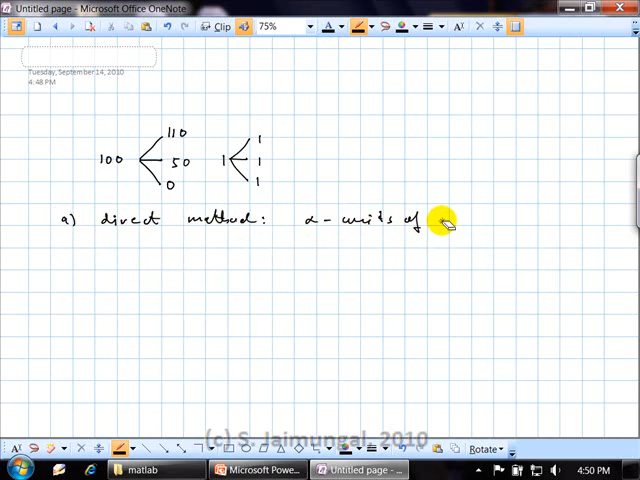 Untitled page - Microsoft Office OneNote
Clip
75%
A
Tuesday, September 14, 2010
4:48 PM
110
1
100
50
1
1
0
1
a) direct method: α - units of
(c) S. Jaimungal, 2010
Rotate
matlab
Microsoft Powe...
Untitled page - ...
4:50 PM